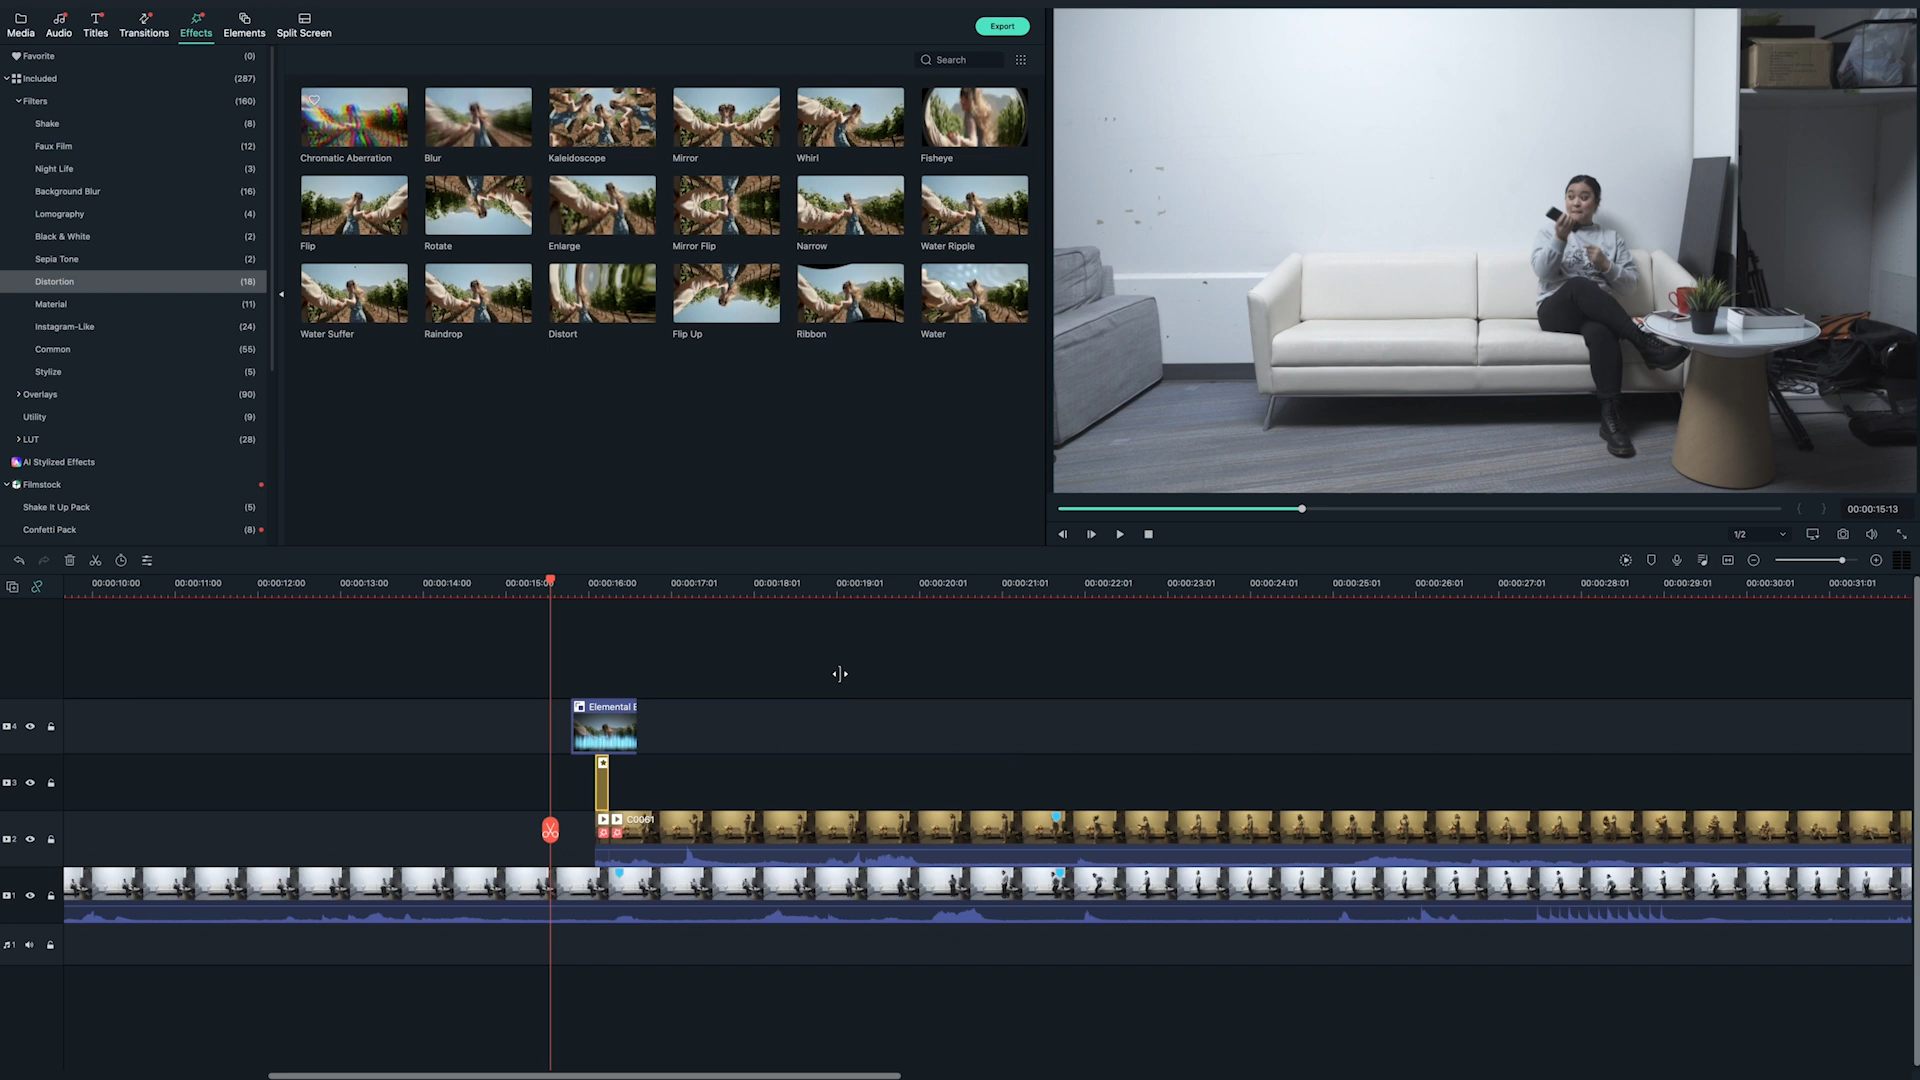 Media
Audio
Titles
Transitions
Effects
Elements
Split Screen
Export
Favorite (0)
Included (287)
Filters (160)
Shake (8)
Faux Film (12)
Night Life (3)
Background Blur (16)
Lomography (4)
Black & White (2)
Sepia Tone (2)
Distortion (18)
Material (11)
Instagram-Like (24)
Common (55)
Stylize (5)
Overlays (90)
Utility (9)
LUT (28)
AI Stylized Effects
Filmstock
Shake It Up Pack (5)
Confetti Pack (8)
Search
Chromatic Aberration
Blur
Kaleidoscope
Mirror
Whirl
Fisheye
Flip
Rotate
Enlarge
Mirror Flip
Narrow
Water Ripple
Water Suffer
Raindrop
Distort
Flip Up
Ribbon
Water
{ }
00:00:15:13
1/2
00:00:10:00
00:00:11:00
00:00:12:00
00:00:13:00
00:00:14:00
00:00:15:00
00:00:16:00
00:00:17:01
00:00:18:01
00:00:19:01
00:00:20:01
00:00:21:01
00:00:22:01
00:00:23:01
00:00:24:01
00:00:25:01
00:00:26:01
00:00:27:01
00:00:28:01
00:00:29:01
00:00:30:01
00:00:31:01
4
Elemental E
3
2
C0061
1
1